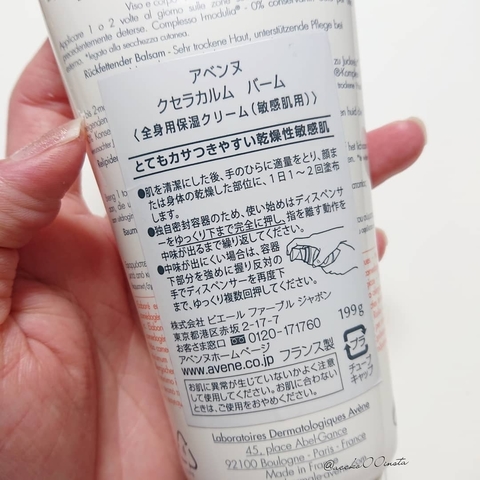 Viso e corpo
Applicare 1 o 2 volte al giorno sulle zone
precedentemente deterse. Complesso I-modulia® - 0% conservanti
*legato alla secchezza cutanea.
Rückfettender Balsam - Sehr trockene Haut, unterstützende Pflege bei
アベンヌ
クセラカルム バーム
〈全身用保湿クリーム(敏感肌用)〉
とてもカサつきやすい乾燥性敏感肌
●肌を清潔にした後、手のひらに適量をとり、顔ま
たは身体の乾燥した部位に、1日1〜2回塗布
します。
●独自密封容器のため、使い始めはディスペンサ
ーをゆっくり下まで完全に押し、指を離す動作を
中味が出るまで繰り返してください。
●中味が出にくい場合は、容器
下部分を強めに握り反対の
手でディスペンサーを再度下
まで、ゆっくり複数回押してください。
株式会社 ピエール ファーブル ジャポン
東京都港区赤坂2-17-7
お客さま窓口 0120-171760
アベンヌホームページ
www.avene.co.jp フランス製
199g
プラ
チューブ
キャップ
お肌に異常が生じていないかよく注意
して使用してください。お肌に合わない
ときは、ご使用をおやめください。
Laboratoires Dermatologiques Avène
45, place Abel-Gance
92100 Boulogne - Paris - France
Made in France